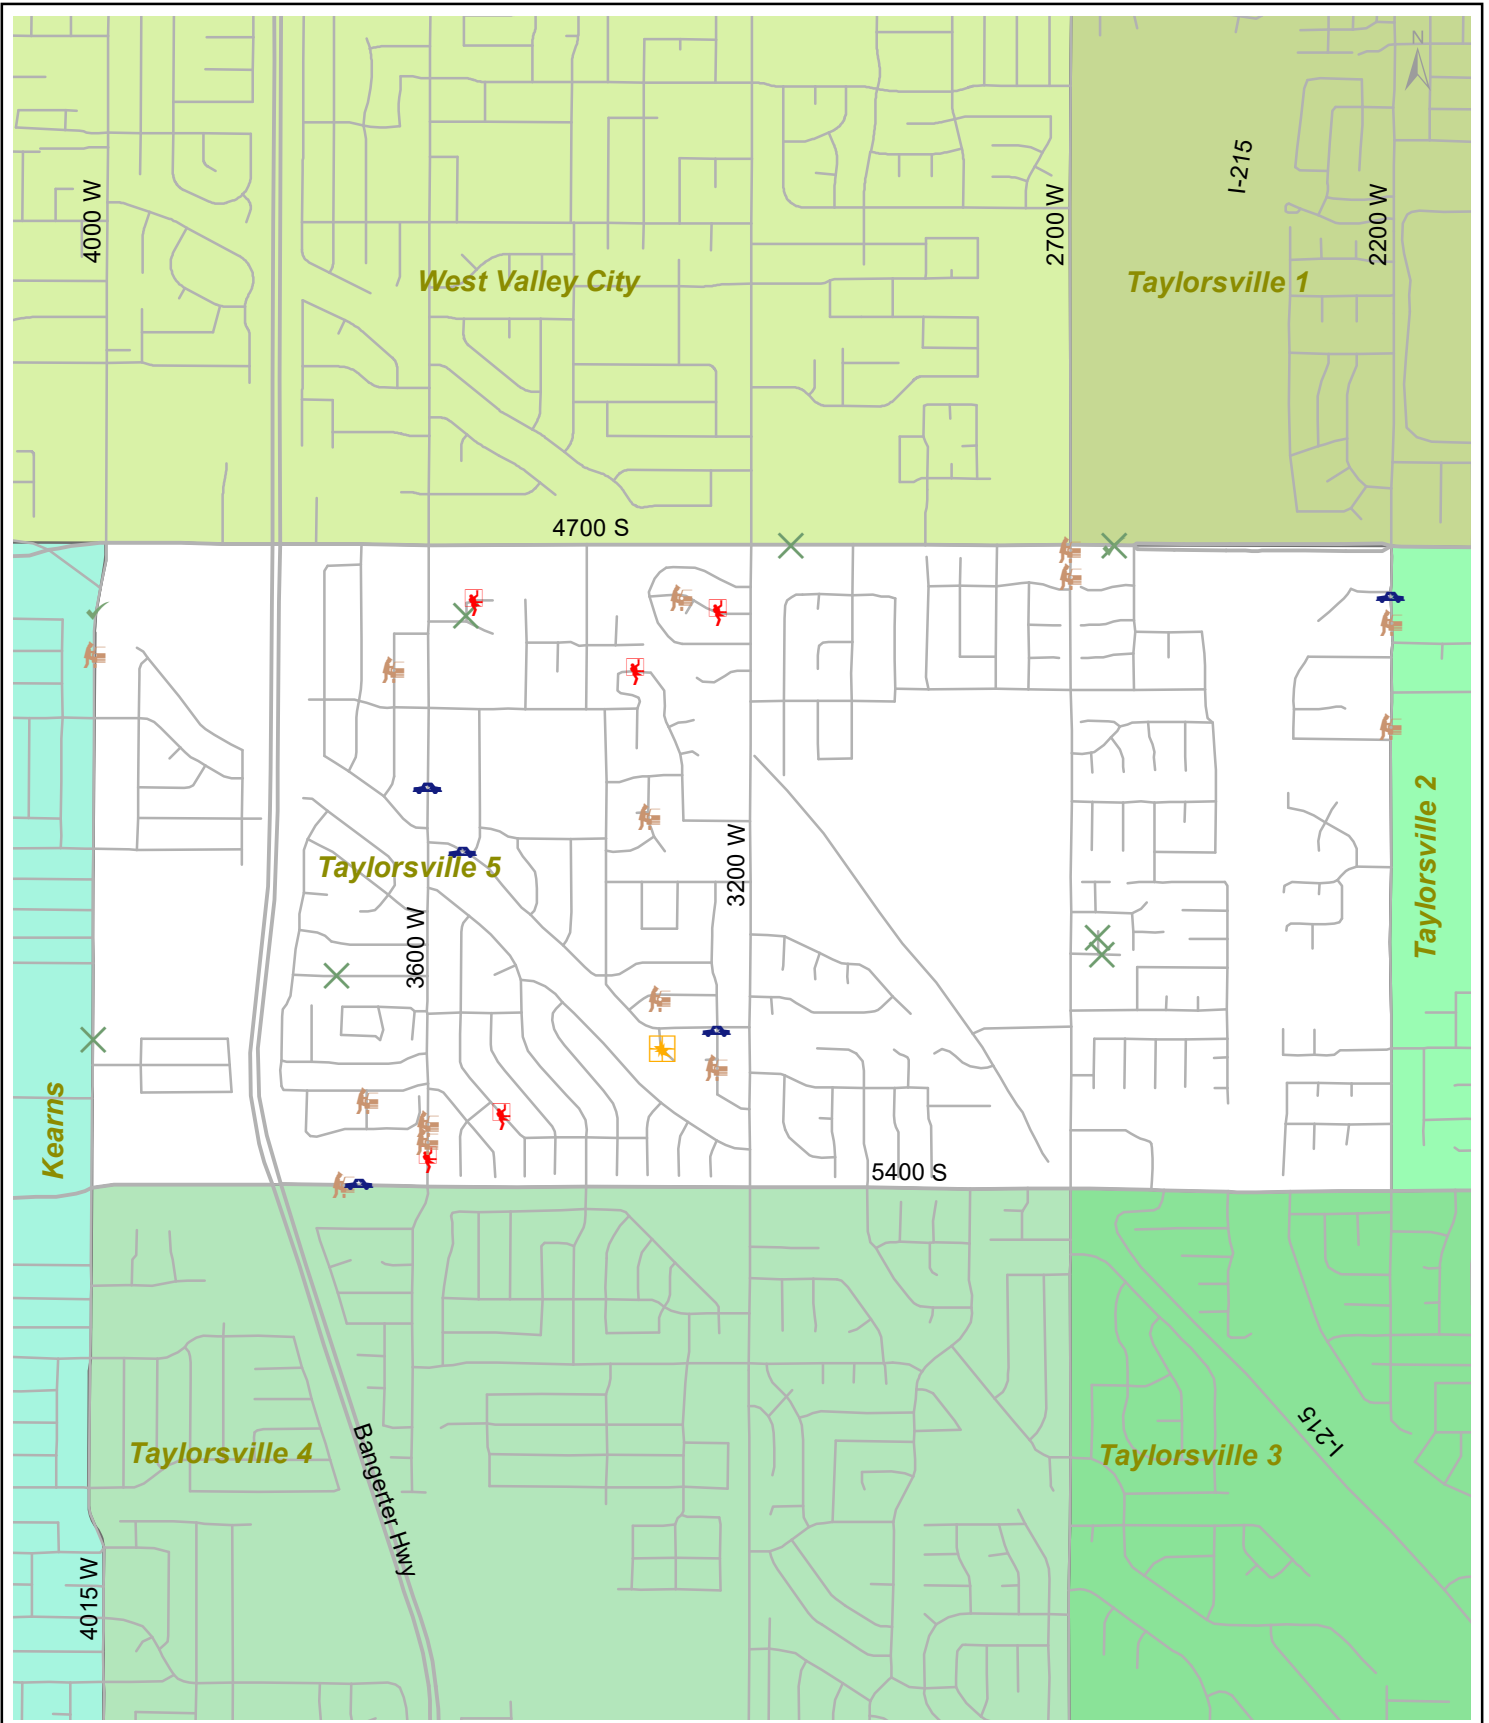 N
I-215
4000 W
2700 W
2200 W
West Valley City
Taylorsville 1
4700 S
Taylorsville 2
3200 W
Taylorsville 5
3600 W
Kearns
5400 S
I-215
Taylorsville 4
Taylorsville 3
Bangerter Hwy
4015 W